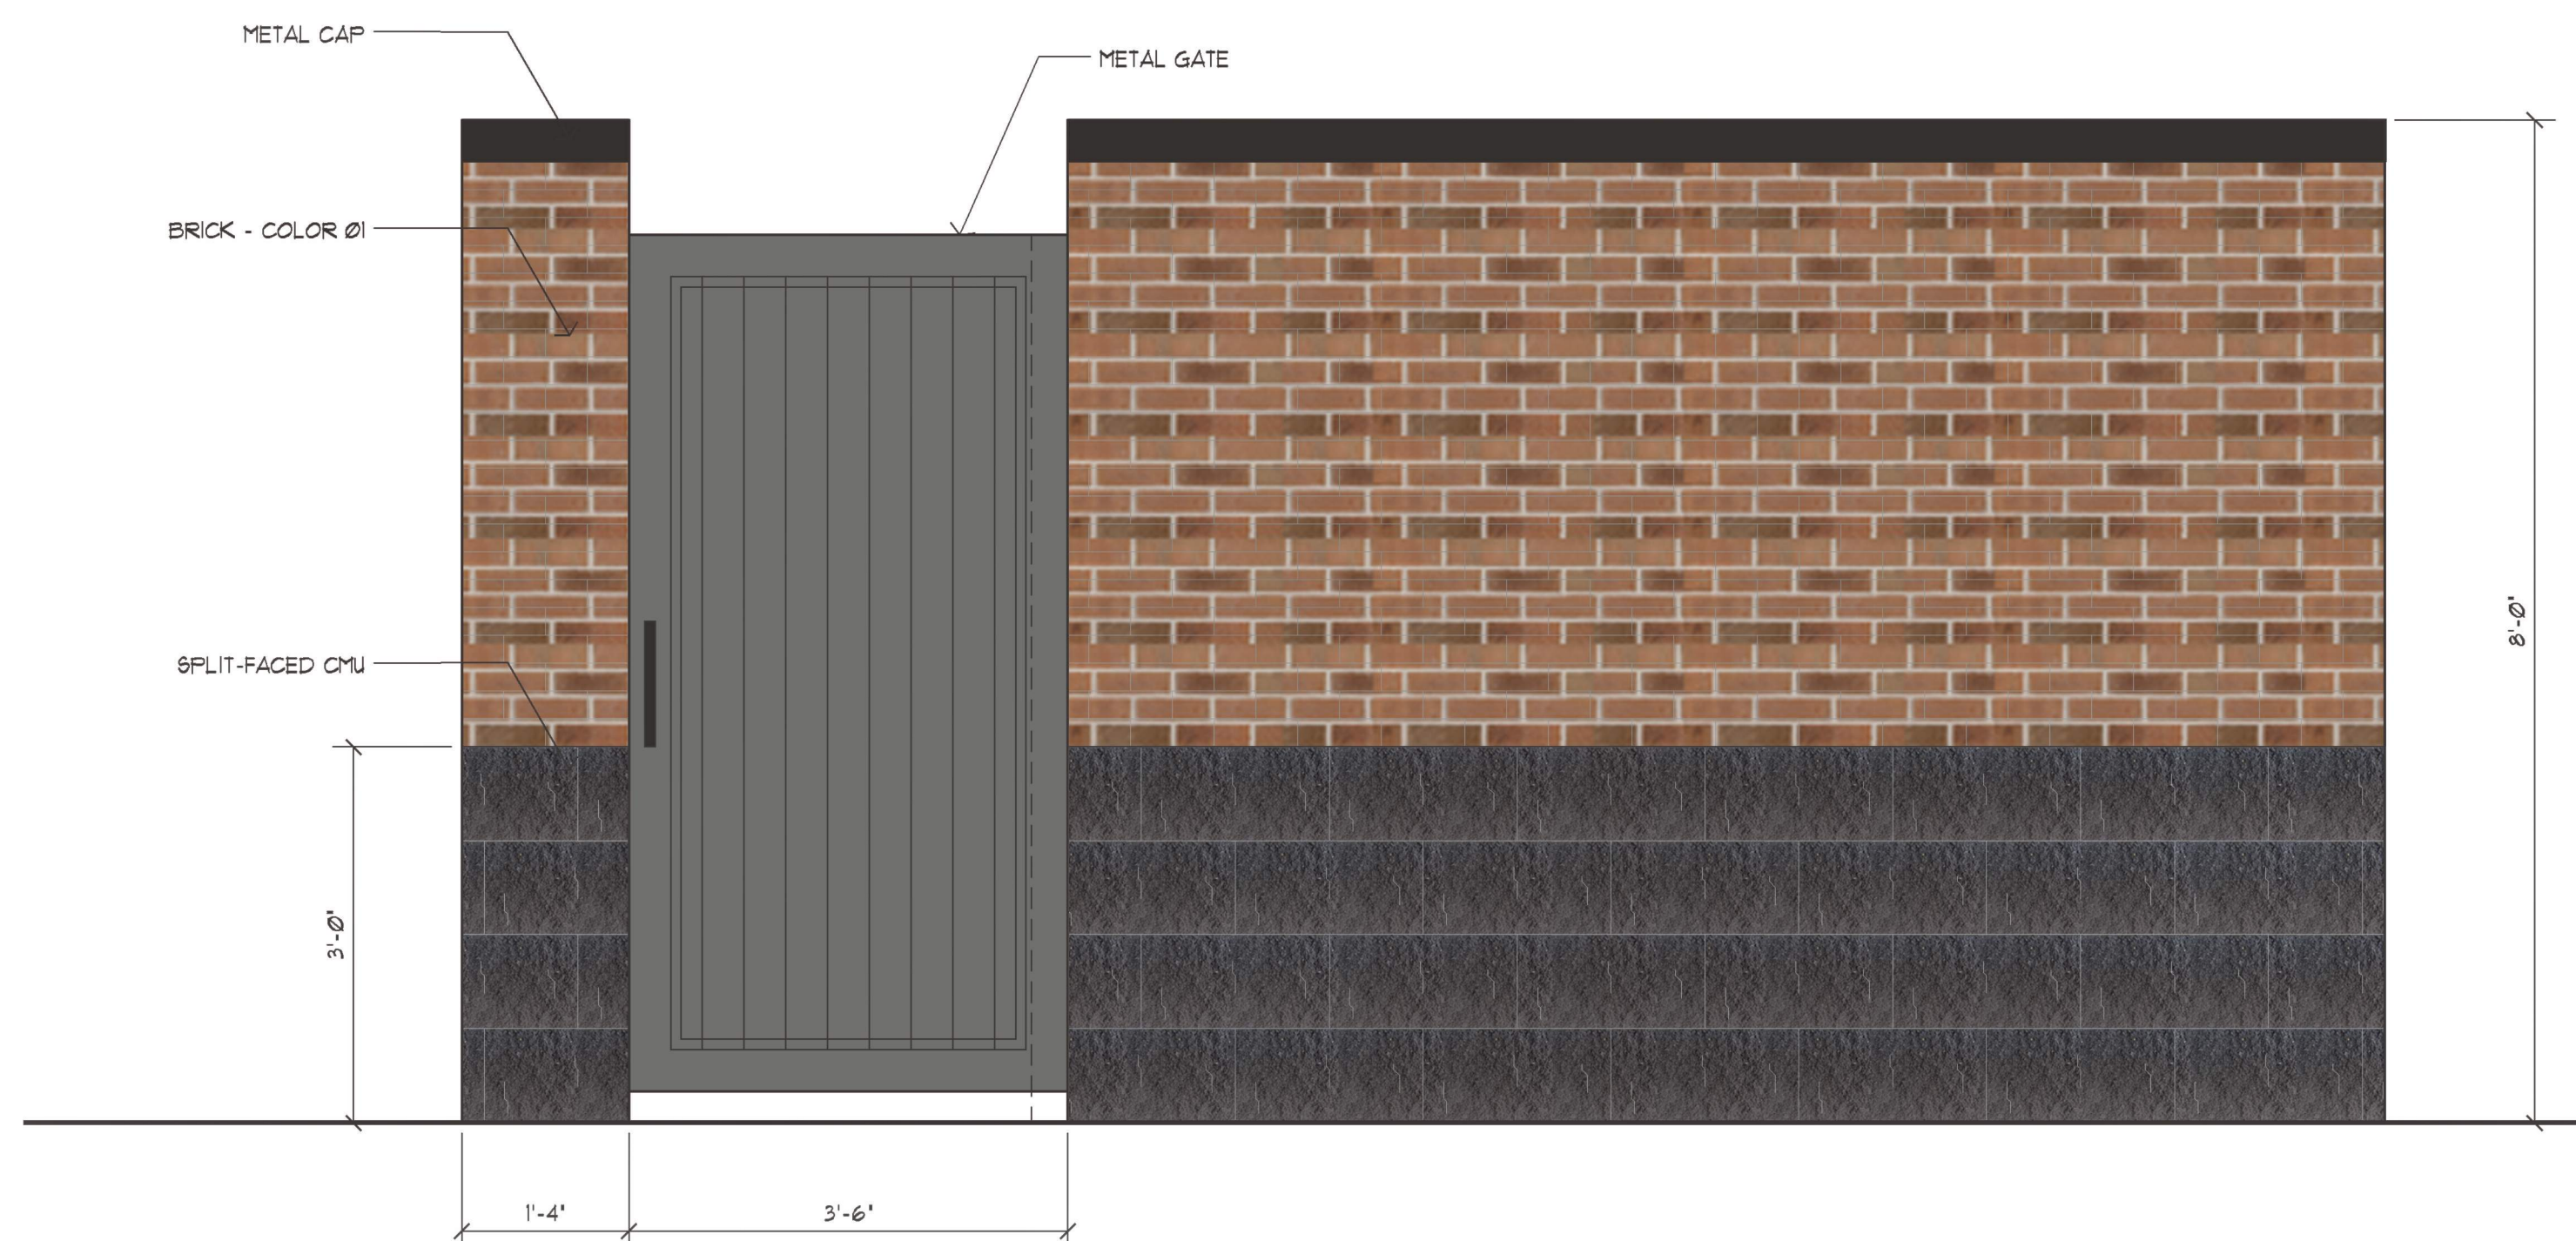 METAL CAP
METAL GATE
BRICK - COLOR Ø1
SPLIT-FACED CMU
8'-Ø"
3'-Ø"
1'-4"
3'-6"